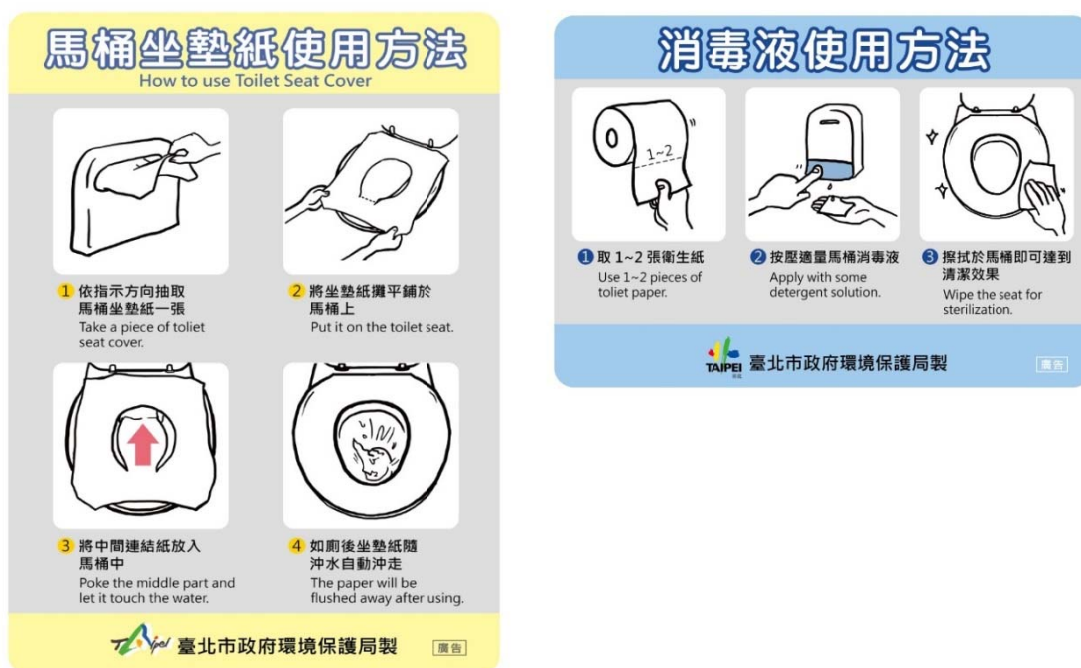 馬桶坐墊紙使用方法
How to use Toilet Seat Cover
1 依指示方向抽取
馬桶坐墊紙一張
Take a piece of toliet
seat cover.
2 將坐墊紙攤平鋪於
馬桶上
Put it on the toilet seat.
3 將中間連結紙放入
馬桶中
Poke the middle part and
let it touch the water.
4 如廁後坐墊紙隨
沖水自動沖走
The paper will be
flushed away after using.
Taipei 臺北市政府環境保護局製 廣告
消毒液使用方法
1~2
1 取 1~2 張衛生紙
Use 1~2 pieces of
toliet paper.
2 按壓適量馬桶消毒液
Apply with some
detergent solution.
3 擦拭於馬桶即可達到
清潔效果
Wipe the seat for
sterilization.
TAIPEI 臺北市政府環境保護局製 廣告